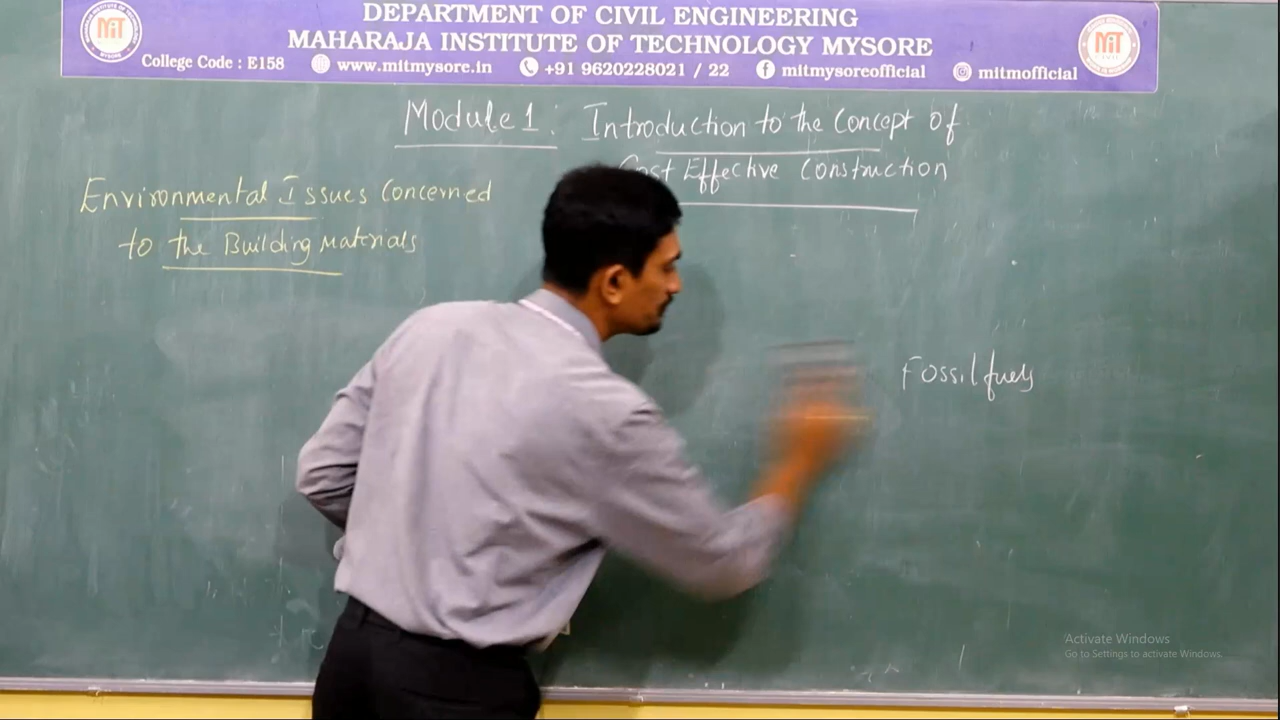 DEPARTMENT OF CIVIL ENGINEERING
MAHARAJA INSTITUTE OF TECHNOLOGY MYSORE
College Code : E158 www.mitmysore.in +91 9620228021 / 22 mitmysoreofficial mitmofficial
Module 1: Introduction to the Concept of
Cost Effective Construction
Environmental Issues Concerned
to the Building Materials
Fossil fuels
Activate Windows
Go to Settings to activate Windows.